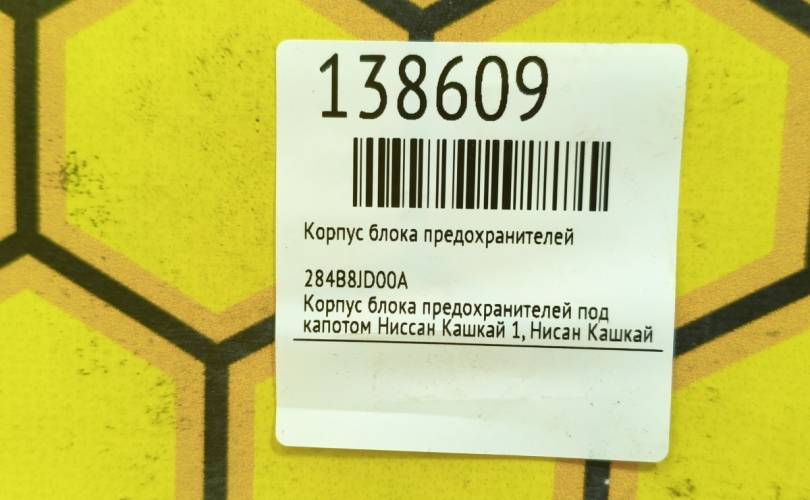 138609
Корпус блока предохранителей
284B8JD00A
Корпус блока предохранителей под
капотом Ниссан Кашкай 1, Нисан Кашкай